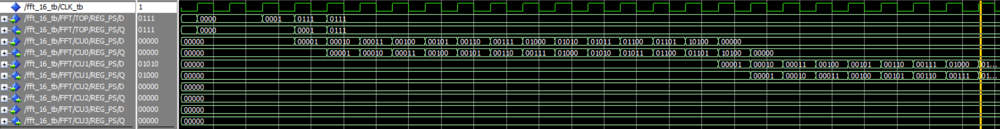 /fft_16_tb/CLK_tb 1
/fft_16_tb/FFT/TOP/REG_PS/D 0111 0000 0001 0111 0111
/fft_16_tb/FFT/TOP/REG_PS/Q 0111 0000 0001 0111
/fft_16_tb/FFT/CU0/REG_PS/D 00000 00000 00001 00010 00011 00100 00101 00110 00111 01000 01010 01011 01100 01101 10100 00000
/fft_16_tb/FFT/CU0/REG_PS/Q 00000 00000 00001 00010 00011 00100 00101 00110 00111 01000 01010 01011 01100 01101 10100 00000
/fft_16_tb/FFT/CU1/REG_PS/D 01010 00000 00001 00010 00011 00100 00101 00110 00111 01000 01...
/fft_16_tb/FFT/CU1/REG_PS/Q 01000 00000 00001 00010 00011 00100 00101 00110 00111 01...
/fft_16_tb/FFT/CU2/REG_PS/D 00000 00000
/fft_16_tb/FFT/CU2/REG_PS/Q 00000 00000
/fft_16_tb/FFT/CU3/REG_PS/D 00000 00000
/fft_16_tb/FFT/CU3/REG_PS/Q 00000 00000